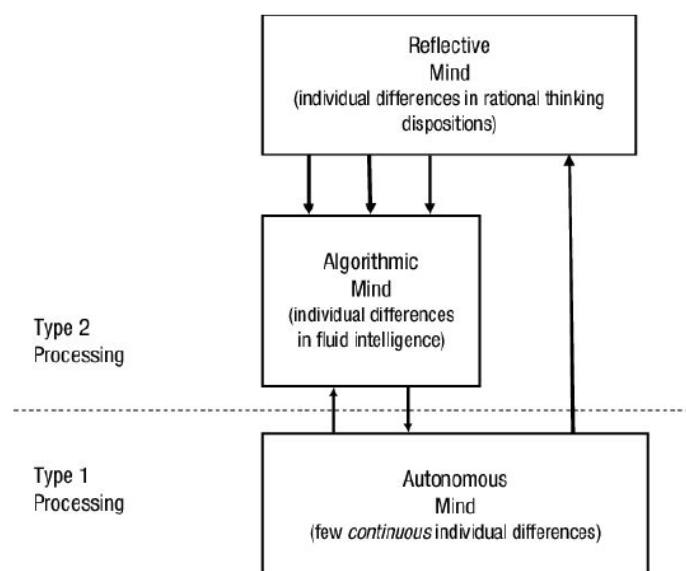 Reflective
Mind
(individual differences in rational thinking
dispositions)
Algorithmic
Mind
(individual differences
in fluid intelligence)
Type 2
Processing
Type 1
Processing
Autonomous
Mind
(few continuous individual differences)